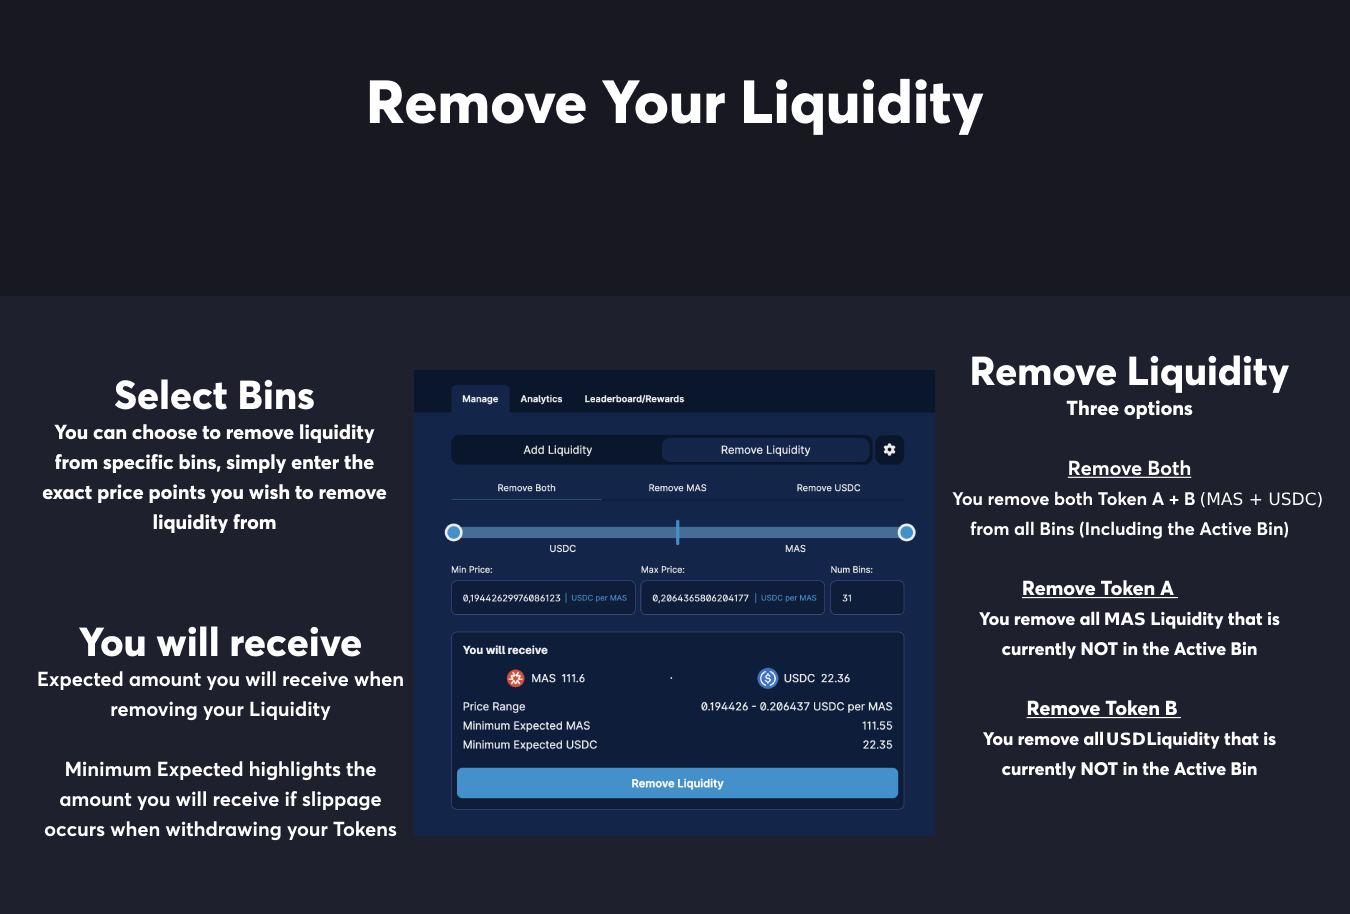 Remove Your Liquidity
Select Bins
You can choose to remove liquidity
from specific bins, simply enter the
exact price points you wish to remove
liquidity from
You will receive
Expected amount you will receive when
removing your Liquidity
Minimum Expected highlights the
amount you will receive if slippage
occurs when withdrawing your Tokens
Manage Analytics Leaderboard/Rewards
Add Liquidity Remove Liquidity
Remove Both Remove MAS Remove USDC
USDC MAS
Min Price: Max Price: Num Bins:
0,19442629976086123 | USDC per MAS 0,2064365806204177 | USDC per MAS 31
You will receive
MAS 111.6 · USDC 22.36
Price Range 0.194426 - 0.206437 USDC per MAS
Minimum Expected MAS 111.55
Minimum Expected USDC 22.35
Remove Liquidity
Remove Liquidity
Three options
Remove Both
You remove both Token A + B (MAS + USDC)
from all Bins (Including the Active Bin)
Remove Token A
You remove all MAS Liquidity that is
currently NOT in the Active Bin
Remove Token B
You remove all USDLiquidity that is
currently NOT in the Active Bin